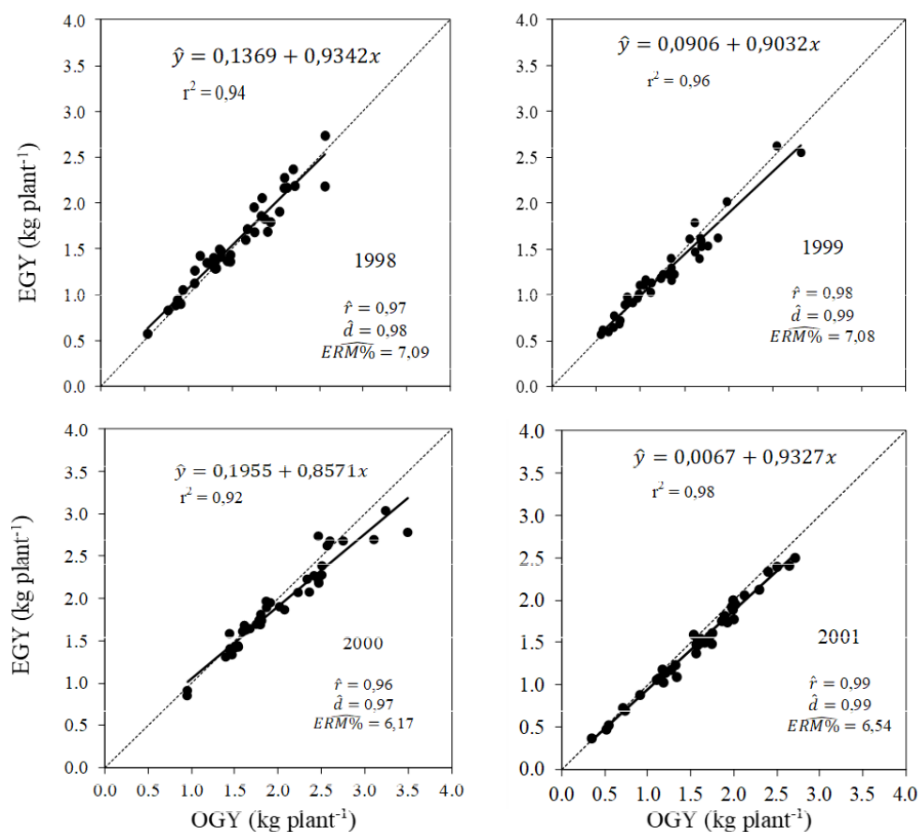 EGY (kg plant⁻¹)
4.0
3.5
3.0
2.5
2.0
1.5
1.0
0.5
0.0
ŷ = 0,1369 + 0,9342x
r² = 0,94
1998
r̂ = 0,97
d̂ = 0,98
ERM% = 7,09
4.0
3.5
3.0
2.5
2.0
1.5
1.0
0.5
0.0
ŷ = 0,0906 + 0,9032x
r² = 0,96
1999
r̂ = 0,98
d̂ = 0,99
ERM% = 7,08
EGY (kg plant⁻¹)
4.0
3.5
3.0
2.5
2.0
1.5
1.0
0.5
0.0
ŷ = 0,1955 + 0,8571x
r² = 0,92
2000
r̂ = 0,96
d̂ = 0,97
ERM% = 6,17
0.0 0.5 1.0 1.5 2.0 2.5 3.0 3.5 4.0
OGY (kg plant⁻¹)
4.0
3.5
3.0
2.5
2.0
1.5
1.0
0.5
0.0
ŷ = 0,0067 + 0,9327x
r² = 0,98
2001
r̂ = 0,99
d̂ = 0,99
ERM% = 6,54
0.0 0.5 1.0 1.5 2.0 2.5 3.0 3.5 4.0
OGY (kg plant⁻¹)